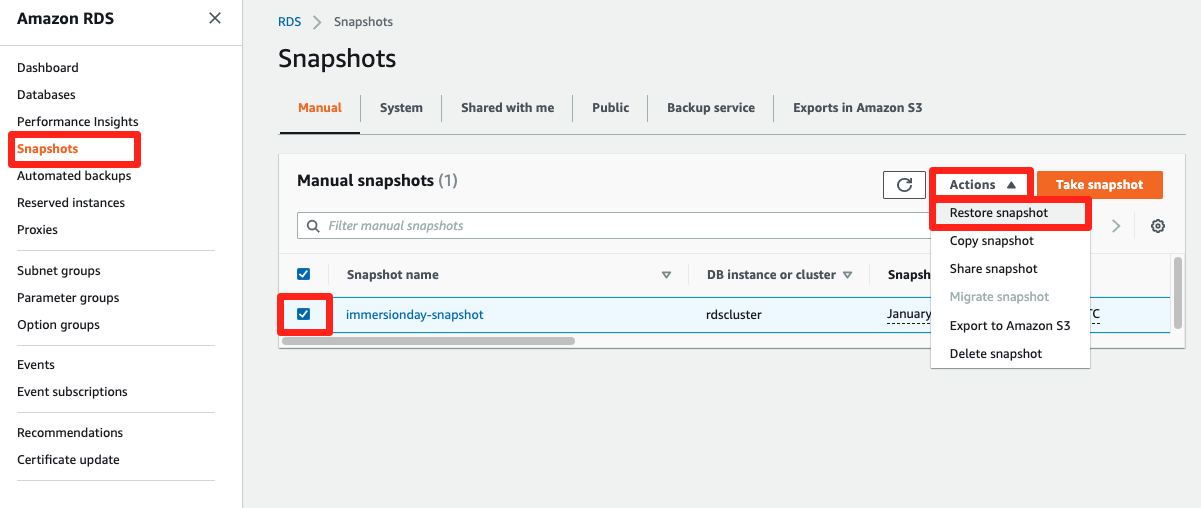 Amazon RDS
Dashboard
Databases
Performance Insights
Snapshots
Automated backups
Reserved instances
Proxies
Subnet groups
Parameter groups
Option groups
Events
Event subscriptions
Recommendations
Certificate update
RDS Snapshots
Snapshots
Manual System Shared with me Public Backup service Exports in Amazon S3
Manual snapshots (1)
Actions Take snapshot
Filter manual snapshots
Snapshot name DB instance or cluster Snapsh
immersionday-snapshot rdscluster January TC
Restore snapshot
Copy snapshot
Share snapshot
Migrate snapshot
Export to Amazon S3
Delete snapshot